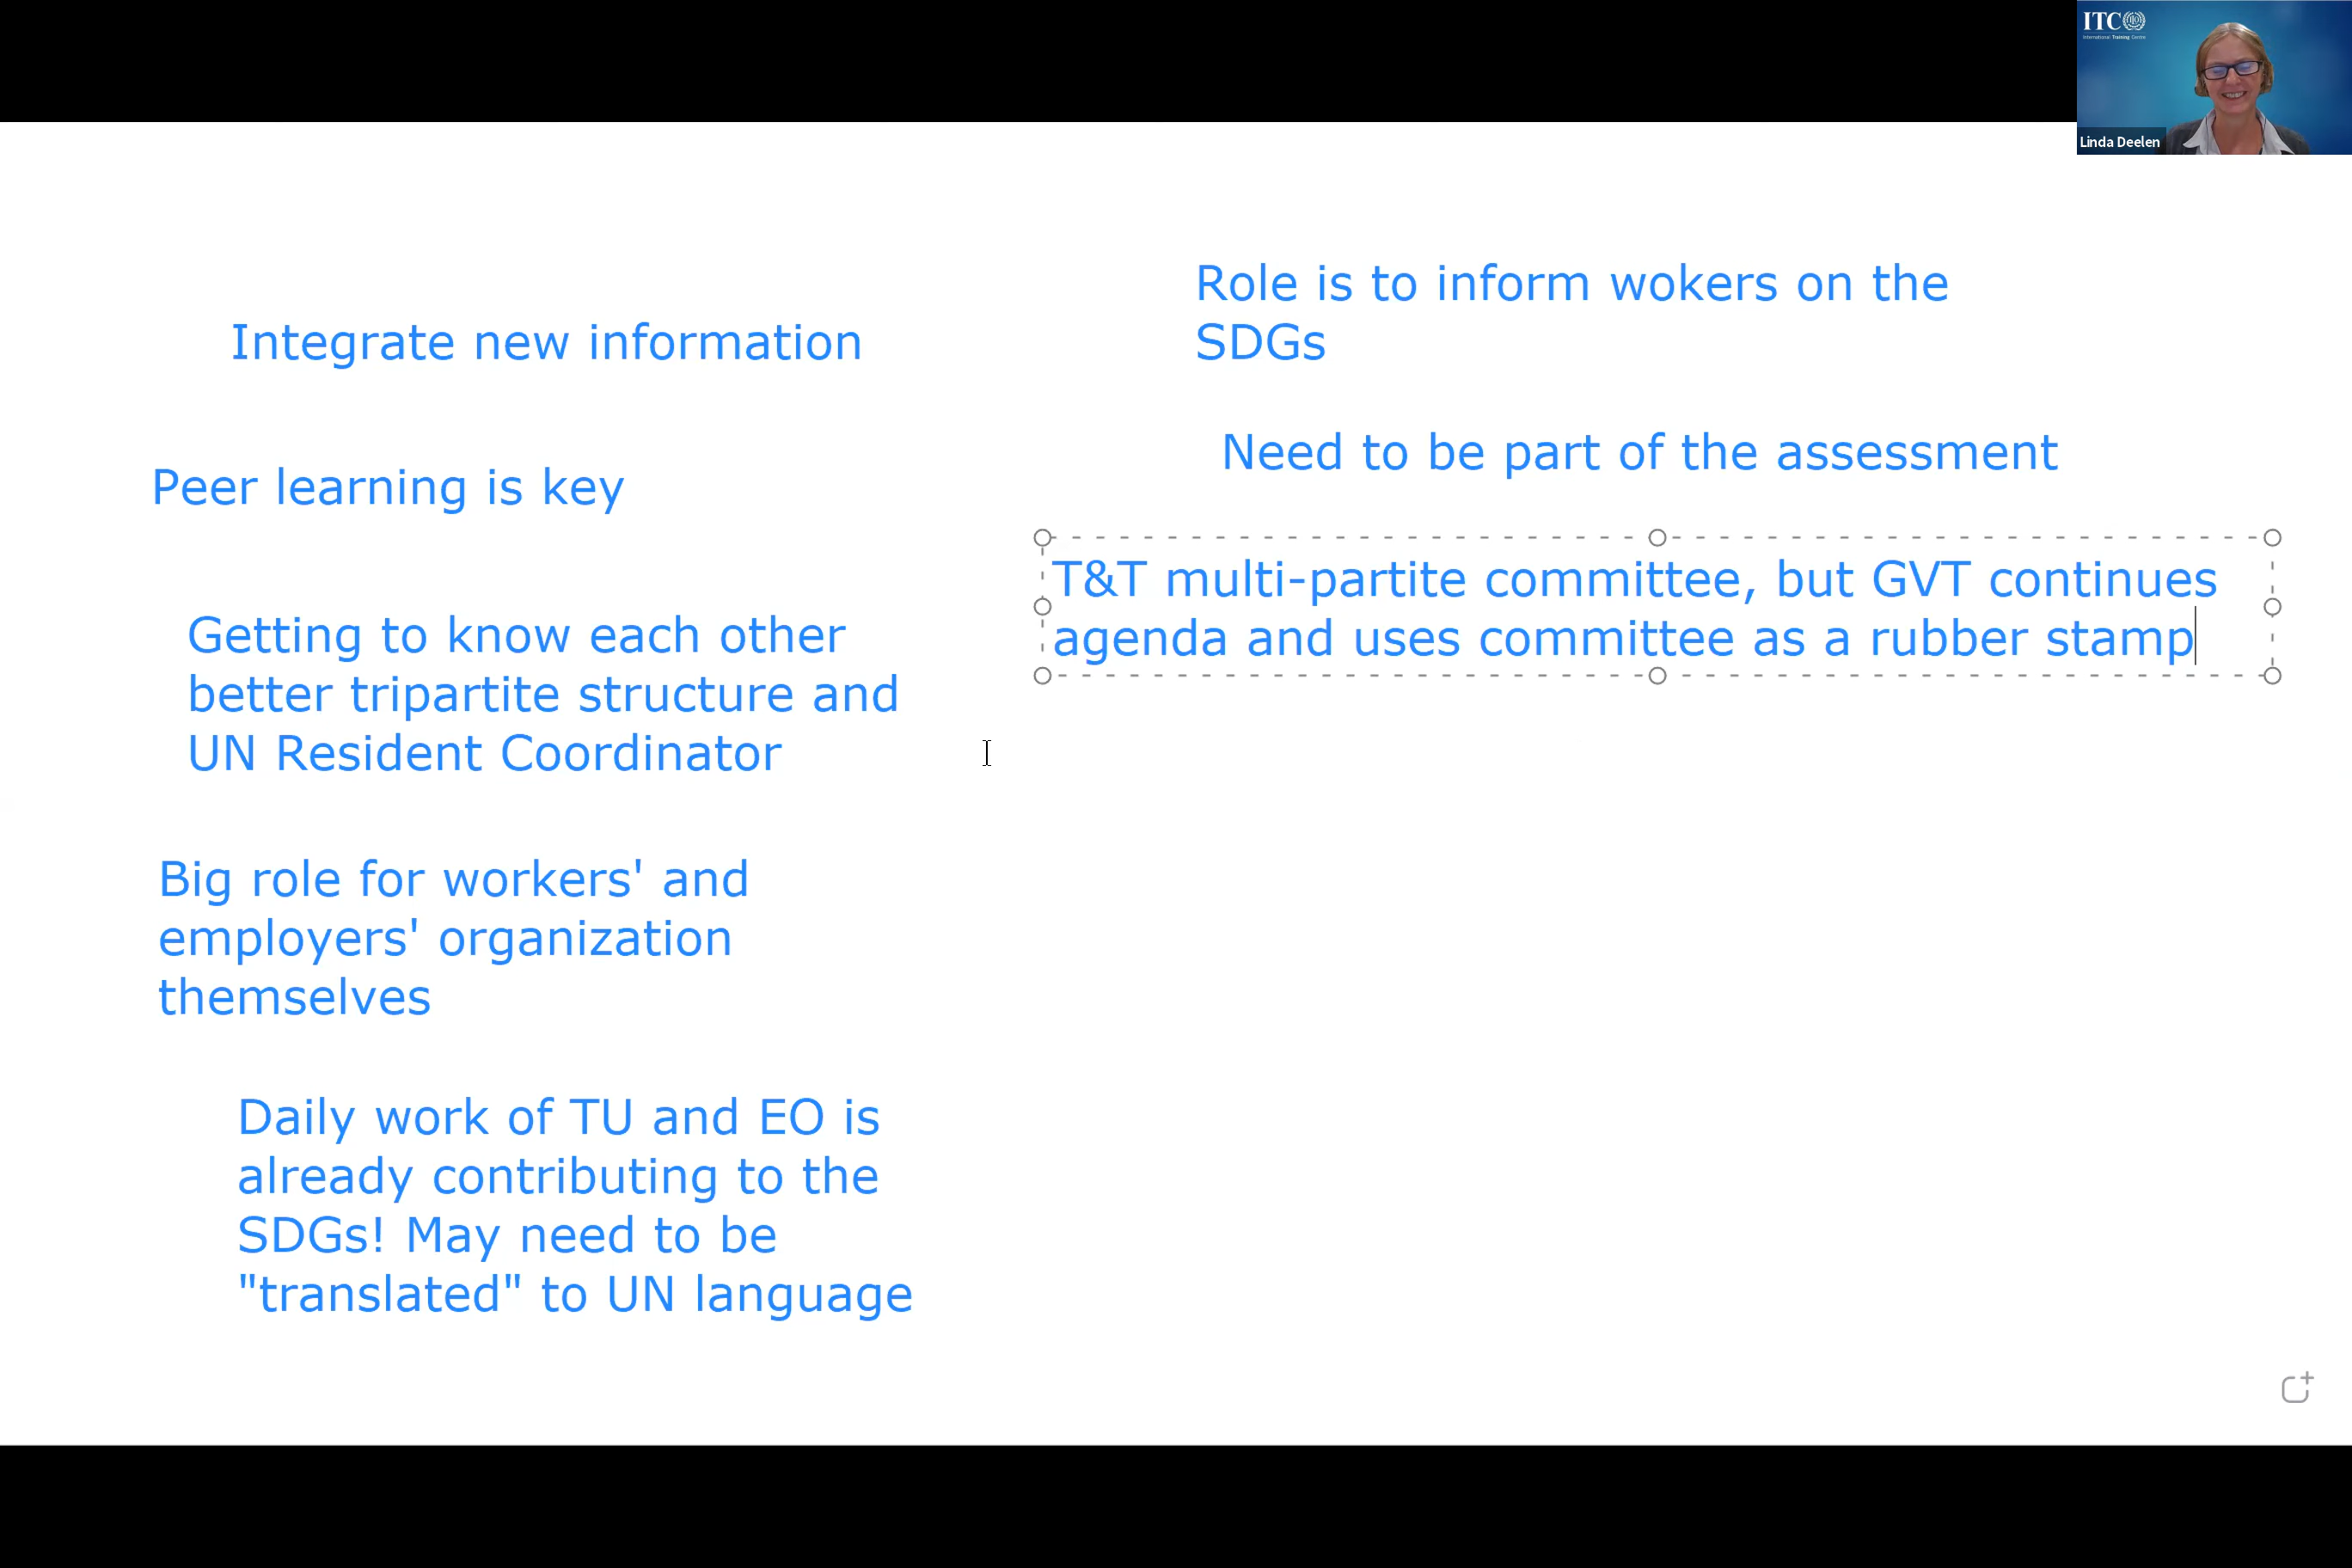 ITC
International Training Centre
Linda Deelen
Integrate new information
Peer learning is key
Getting to know each other
better tripartite structure and
UN Resident Coordinator
Big role for workers' and
employers' organization
themselves
Daily work of TU and EO is
already contributing to the
SDGs! May need to be
"translated" to UN language
Role is to inform wokers on the
SDGs
Need to be part of the assessment
T&T multi-partite committee, but GVT continues
agenda and uses committee as a rubber stamp